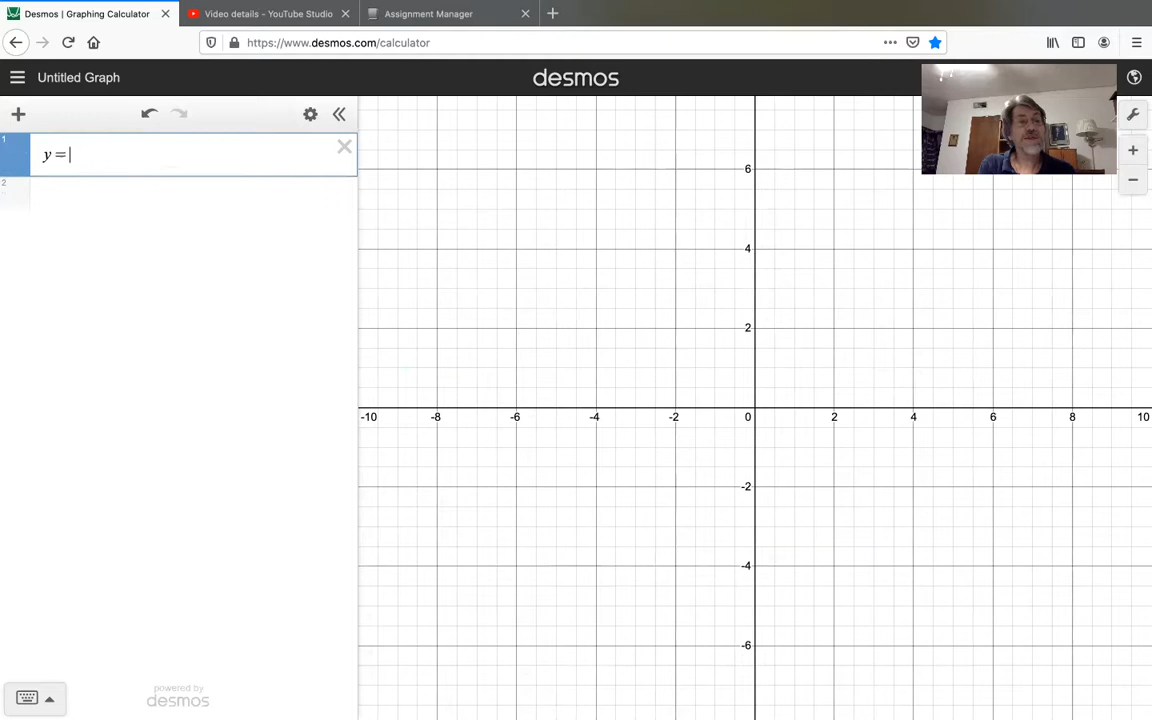 Desmos | Graphing Calculator
YouTube Studio Video details - YouTube Studio
Assignment Manager
https://www.desmos.com/calculator
Untitled Graph
desmos
1
y =
2
6
4
2
-10 -8 -6 -4 -2 0 2 4 6 8 10
-2
-4
-6
powered by
desmos